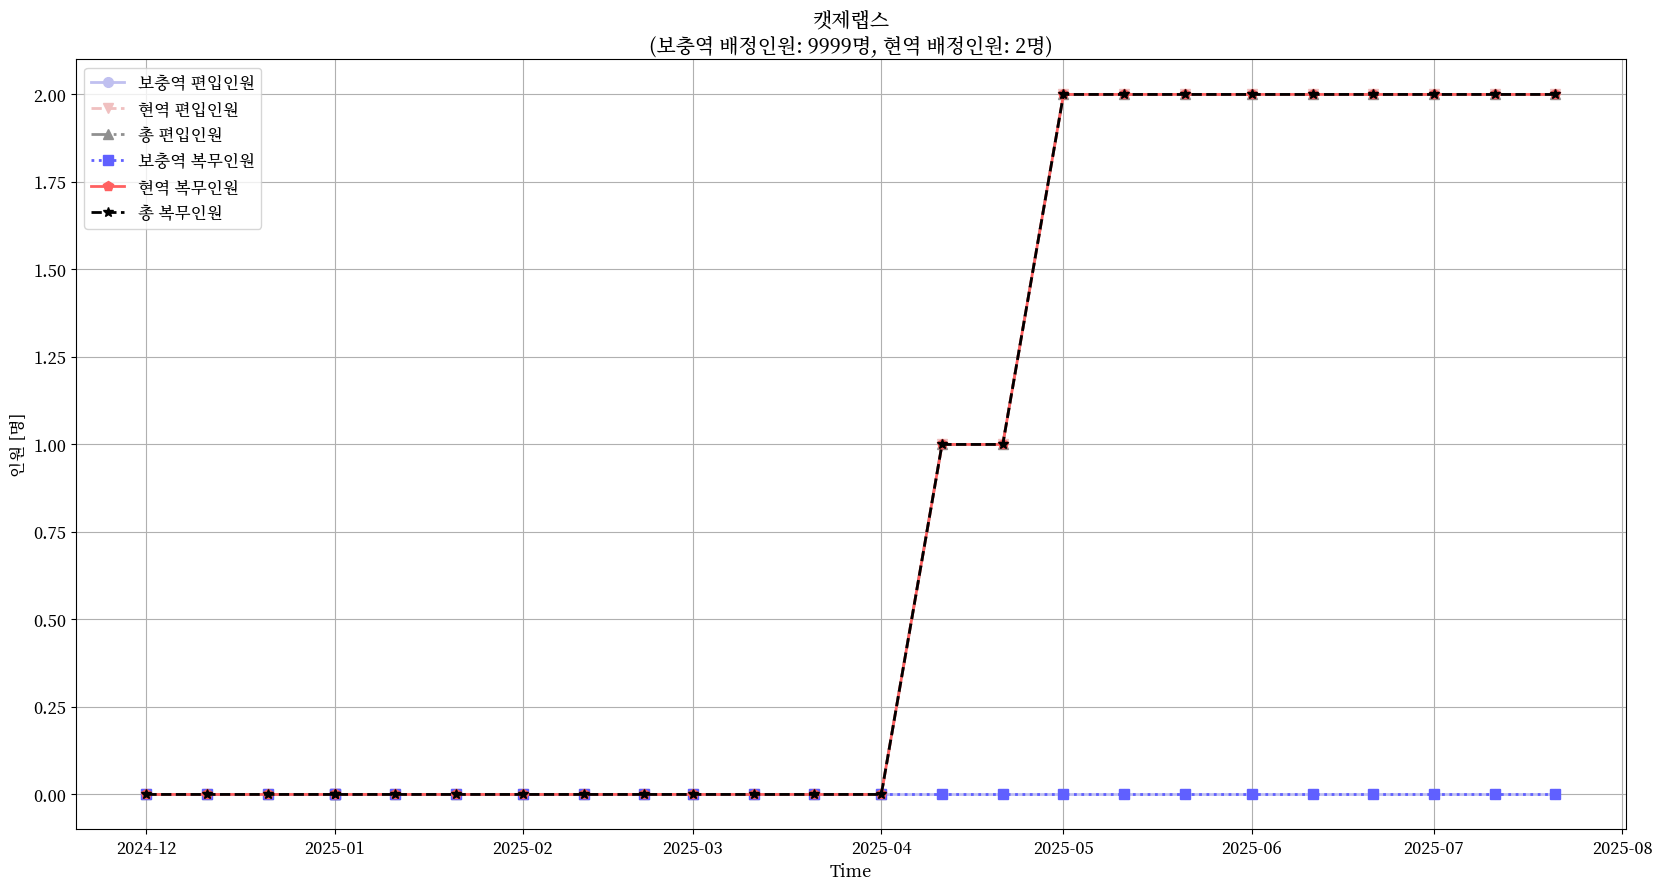 캣제랩스
(보충역 배정인원: 9999명, 현역 배정인원: 2명)
보충역 편입인원
현역 편입인원
총 편입인원
보충역 복무인원
현역 복무인원
총 복무인원
2.00
1.75
1.50
1.25
1.00
0.75
0.50
0.25
0.00
인원 [명]
2024-12
2025-01
2025-02
2025-03
2025-04
2025-05
2025-06
2025-07
2025-08
Time